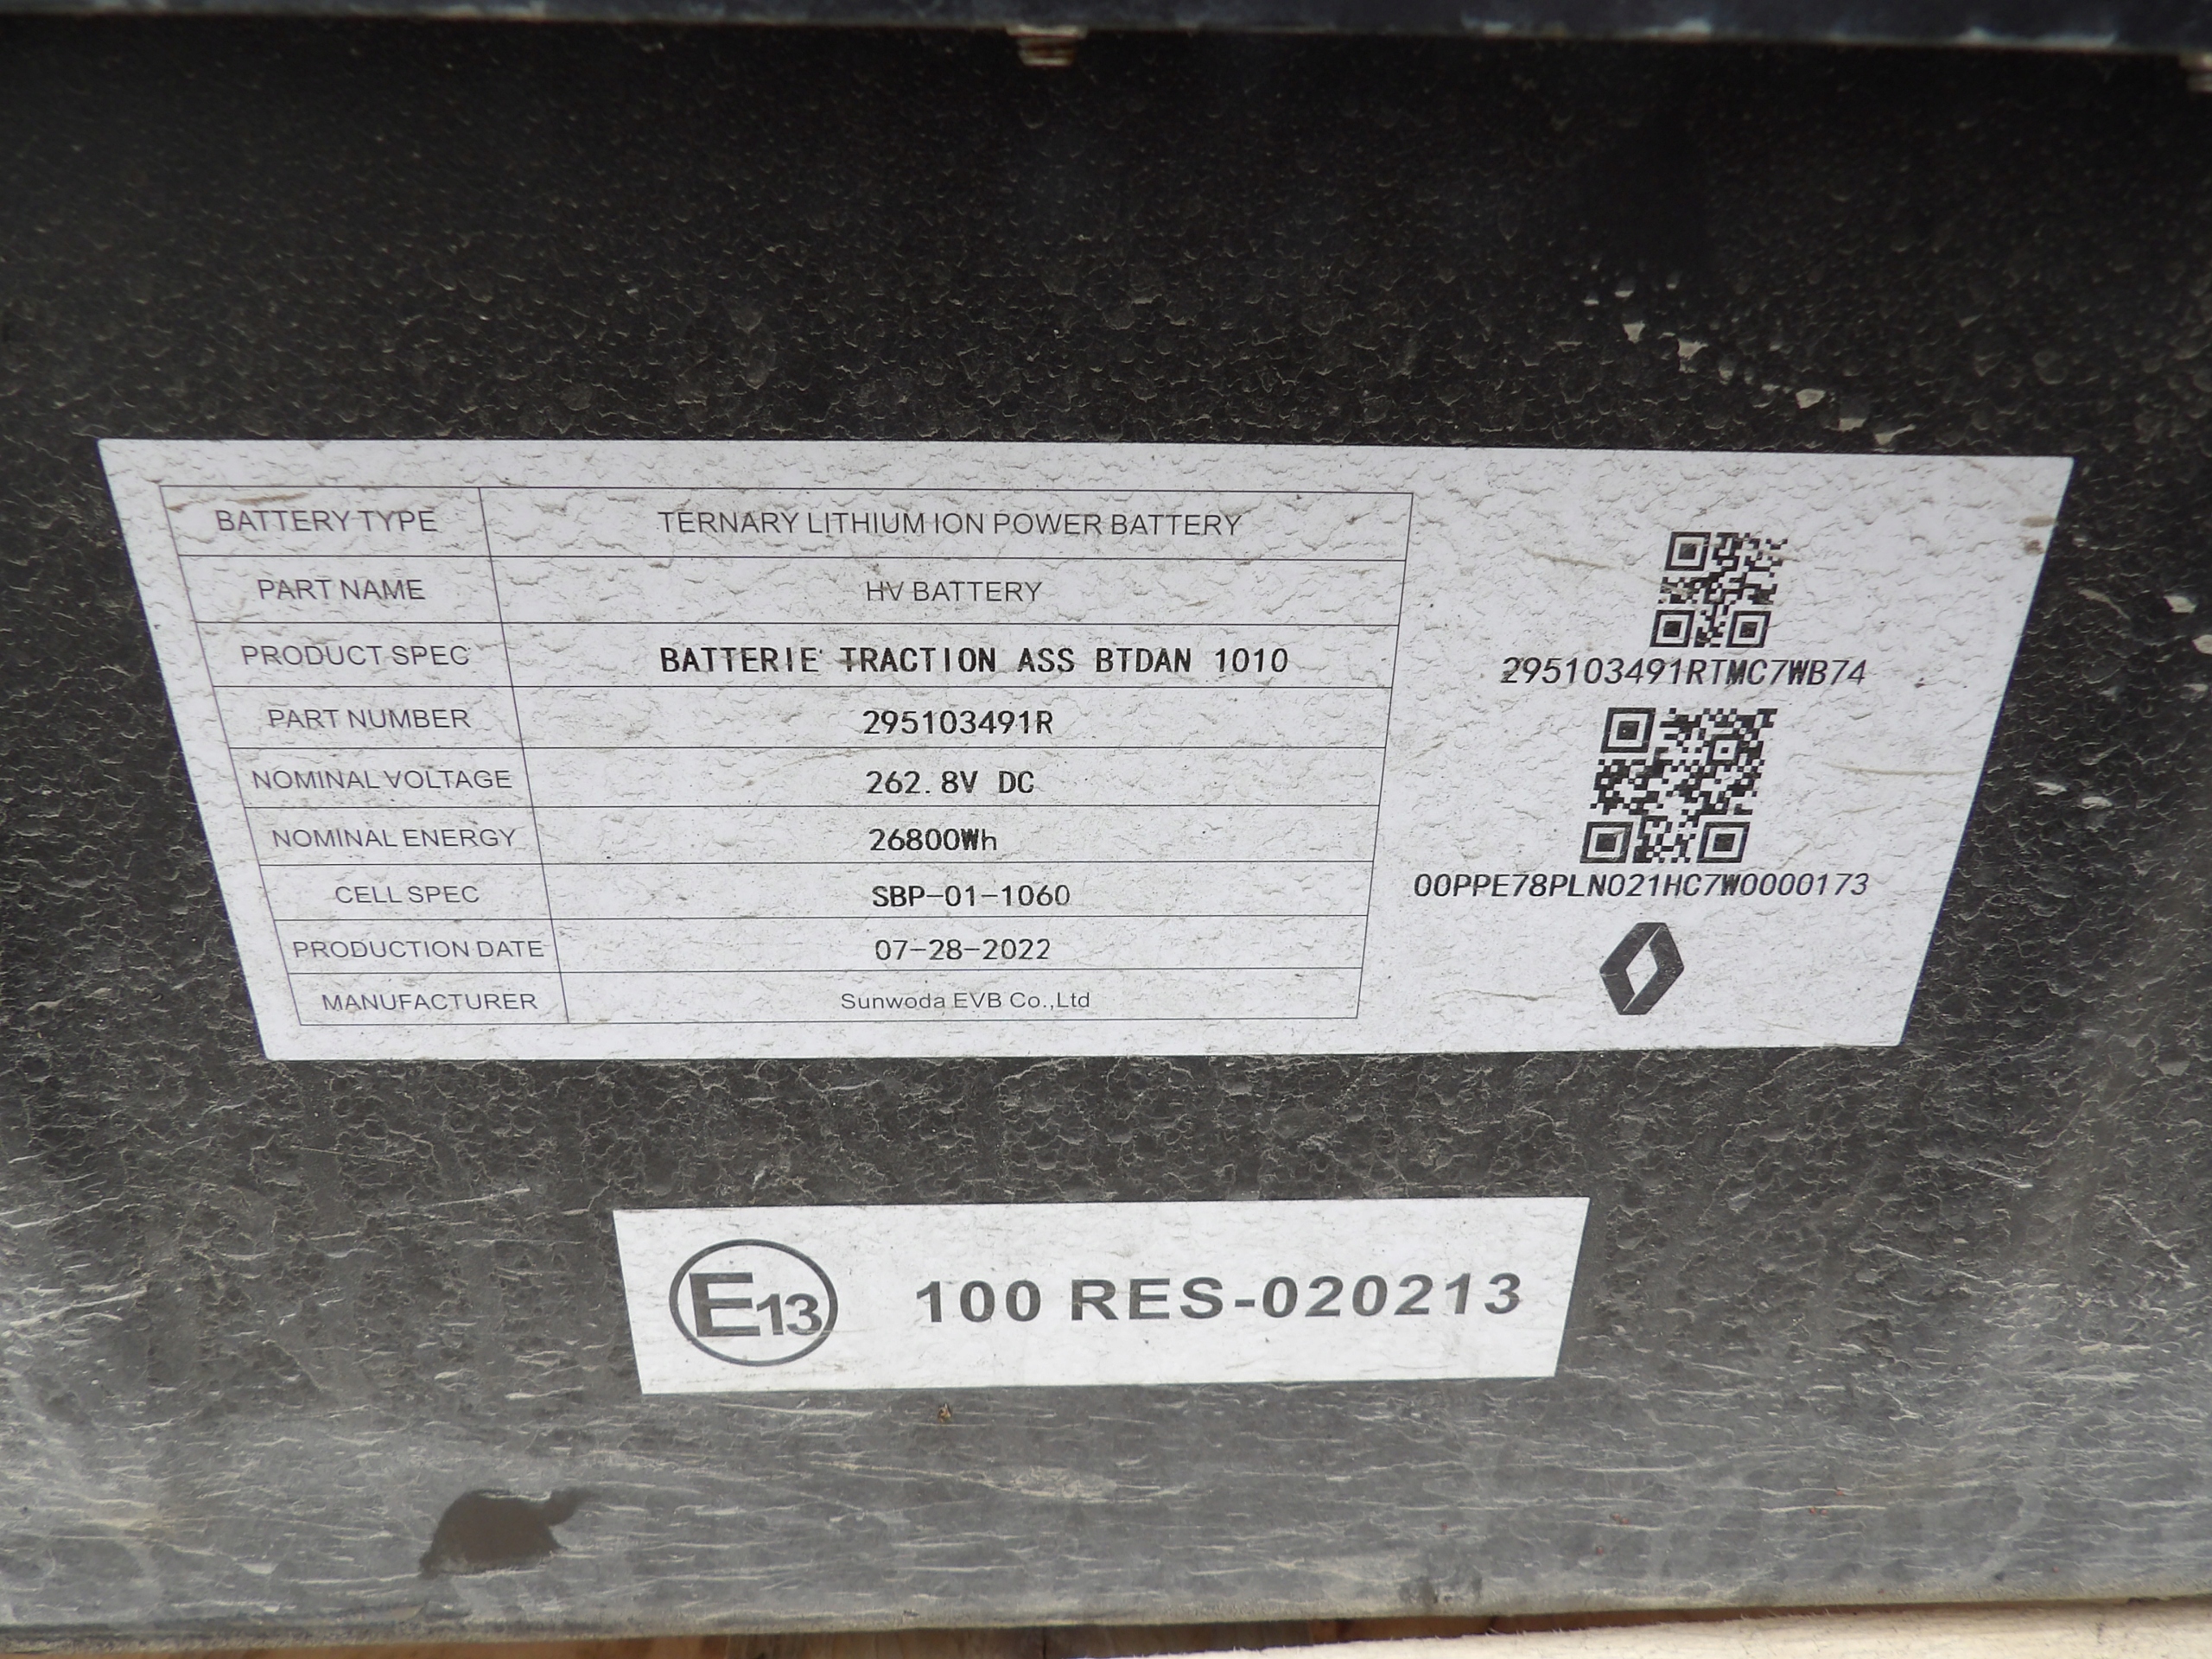 BATTERY TYPE TERNARY LITHIUM ION POWER BATTERY
PART NAME HV BATTERY
PRODUCT SPEC BATTERIE TRACTION ASS BTDAN 1010
PART NUMBER 295103491R
NOMINAL VOLTAGE 262.8V DC
NOMINAL ENERGY 26800Wh
CELL SPEC SBP-01-1060
PRODUCTION DATE 07-28-2022
MANUFACTURER Sunwoda EVB Co.,Ltd
295103491RTMC7WB74
00PPE78PLN021HC7W0000173
E13 100 RES-020213